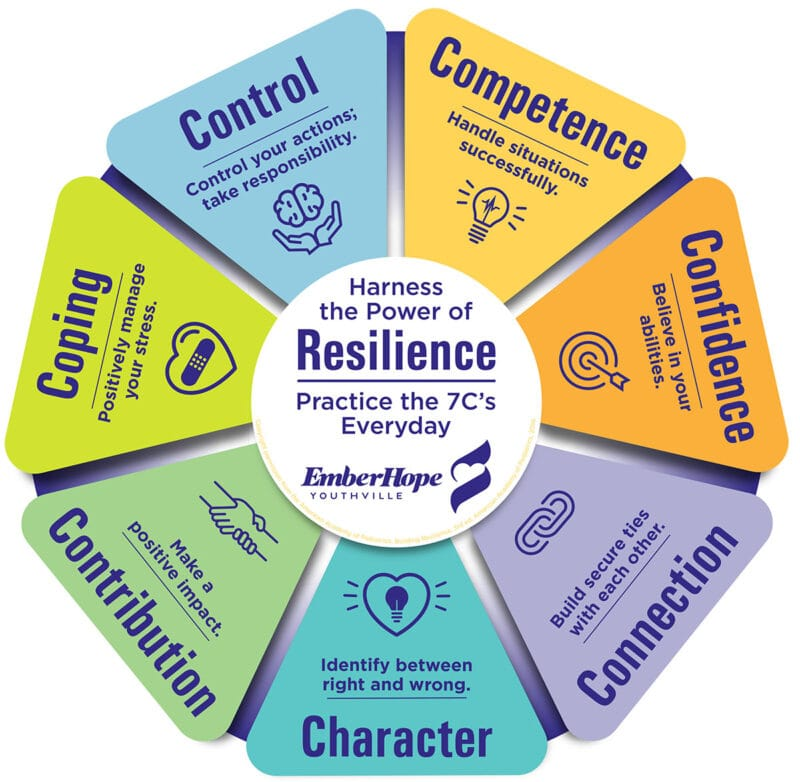 Harness
the Power of
Resilience
Practice the 7C's
Everyday
EmberHope
YOUTHVILLE
Competence
Handle situations
successfully.
Confidence
Believe in your
abilities.
Connection
Build secure ties
with each other.
Character
Identify between
right and wrong.
Contribution
Make a
positive impact.
Coping
Positively manage
your stress.
Control
Control your actions;
take responsibility.